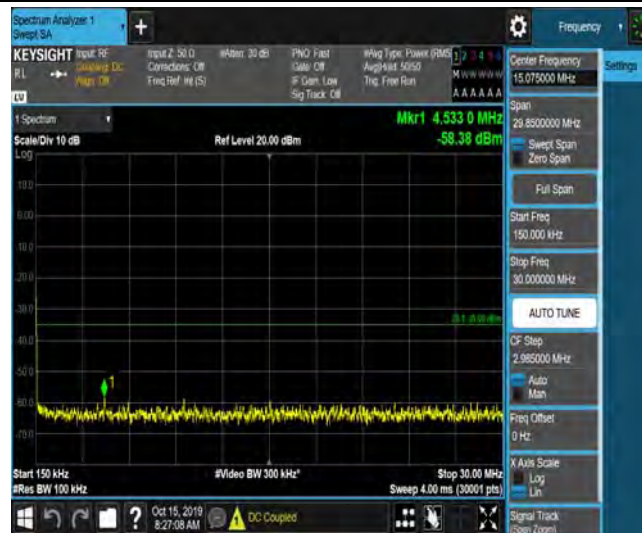 Spectrum Analyzer 1
Swept SA
+
Frequency
KEYSIGHT
Input: RF
Coupling: DC
Align: Off
Input Z: 50 Ω
Corrections: Off
Freq Ref: Int (S)
#Atten: 30 dB
PNO: Fast
Gate: Off
IF Gain: Low
Sig Track: Off
#Avg Type: Power (RMS
Avg|Hold: 50/50
Trig: Free Run
1 2 3 4 5 6
M W W W W W
A A A A A A
RL
LV
1 Spectrum
Scale/Div 10 dB
Log
Ref Level 20.00 dBm
Mkr1 4.533 0 MHz
-58.38 dBm
10.0
0.00
-10.0
-20.0
-30.0
-40.0
-50.0
-60.0
-70.0
1
Start 150 kHz
#Res BW 100 kHz
#Video BW 300 kHz*
Stop 30.00 MHz
Sweep 4.00 ms (30001 pts)
Center Frequency
15.075000 MHz
Settings
Span
29.8500000 MHz
Swept Span
Zero Span
Full Span
Start Freq
150.000 kHz
Stop Freq
30.000000 MHz
AUTO TUNE
CF Step
2.985000 MHz
Auto
Man
Freq Offset
0 Hz
X Axis Scale
Log
Lin
Signal Track
(Span Zoom)
?
Oct 15, 2019
8:27:08 AM
DC Coupled